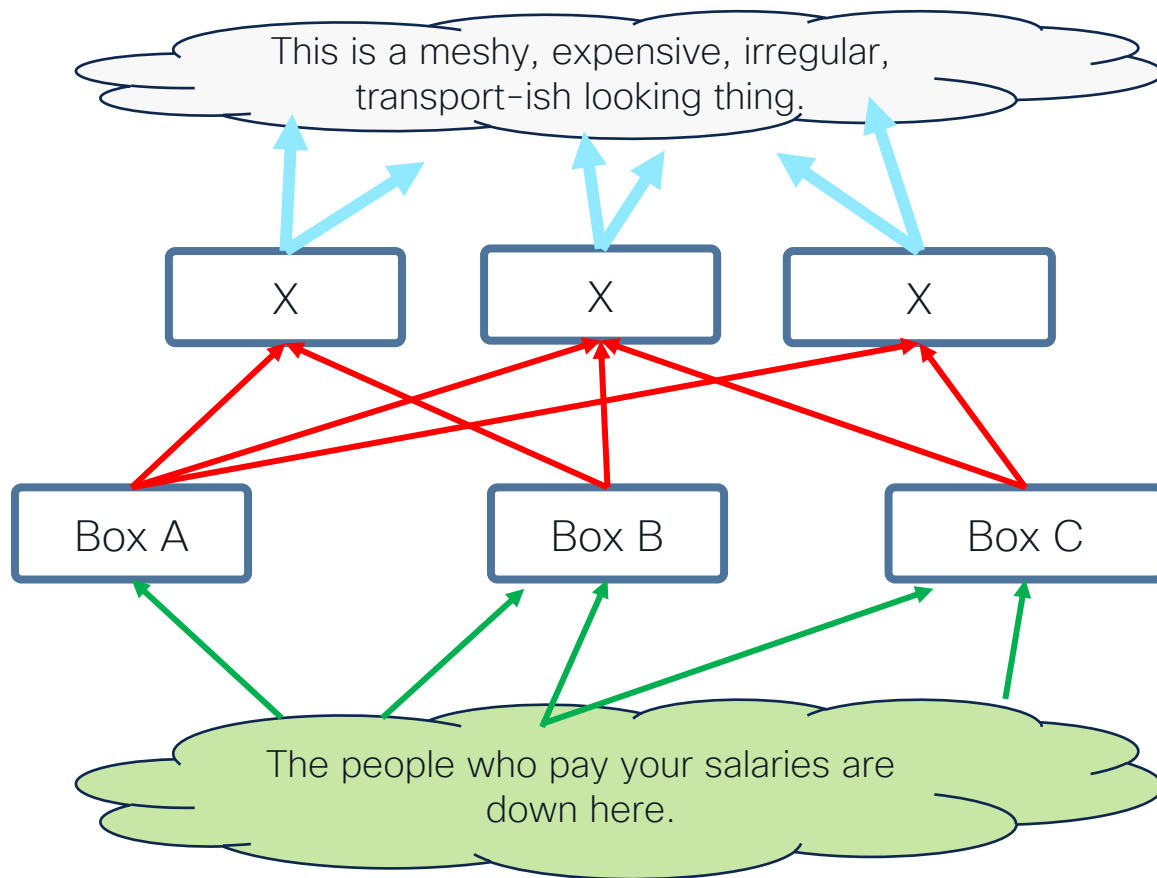 This is a meshy, expensive, irregular,
transport-ish looking thing.
X
X
X
Box A
Box B
Box C
The people who pay your salaries are
down here.